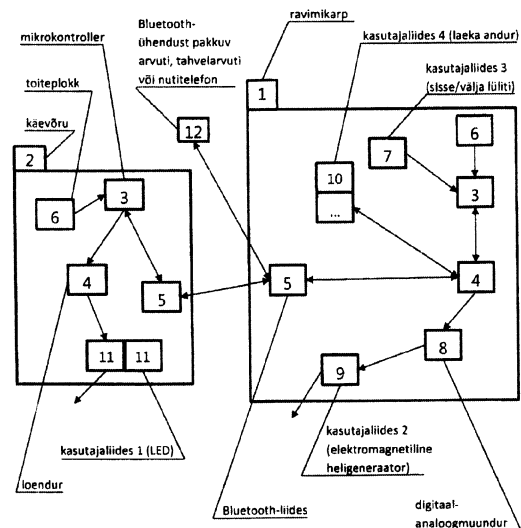 mikrokontroller
toiteplokk
käevõru
Bluetooth-
ühendust pakkuv
arvuti, tahvelarvuti
või nutitelefon
ravimikarp
kasutajaliides 4 (laeka andur)
kasutajaliides 3
(sisse/välja lüliti)
1
12
6
7
2
10
3
3
6
...
4
5
5
4
11
11
8
9
kasutajaliides 1 (LED)
kasutajaliides 2
(elektromagnetiline
heligeneraator)
loendur
Bluetooth-liides
digitaal-
analoogmuundur